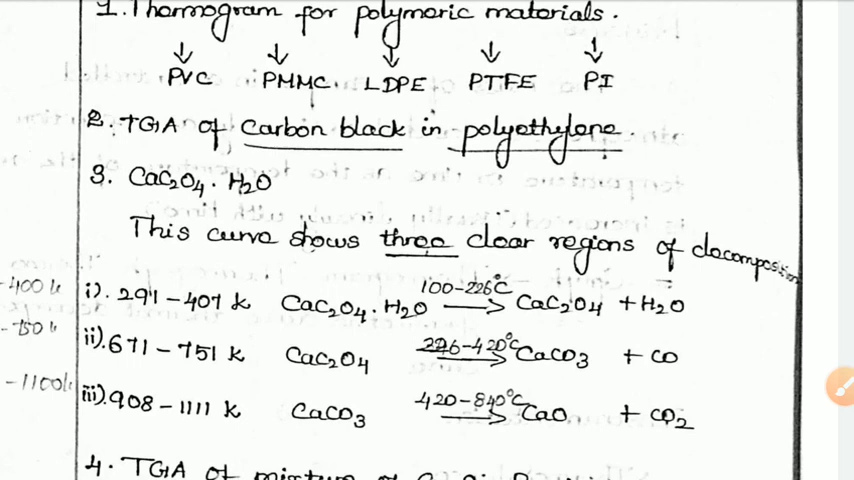 1. Thermogram for polymeric materials.
↓ ↓ ↓ ↓ ↓
PVC PMMC. LDPE PTFE PI
2. TGA of Carbon black in polyethylene.
3. CaC2O4 . H2O
This curve shows three clear regions of decomposition
-400 k
i). 291 - 407 k CaC2O4 . H2O 100-226°C → CaC2O4 + H2O
-750 k
ii). 671 - 751 k CaC2O4 226-420°C → CaCO3 + CO
-1100k
iii). 908 - 1111 k CaCO3 420-840°C → CaO + CO2
4. TGA of mixture of